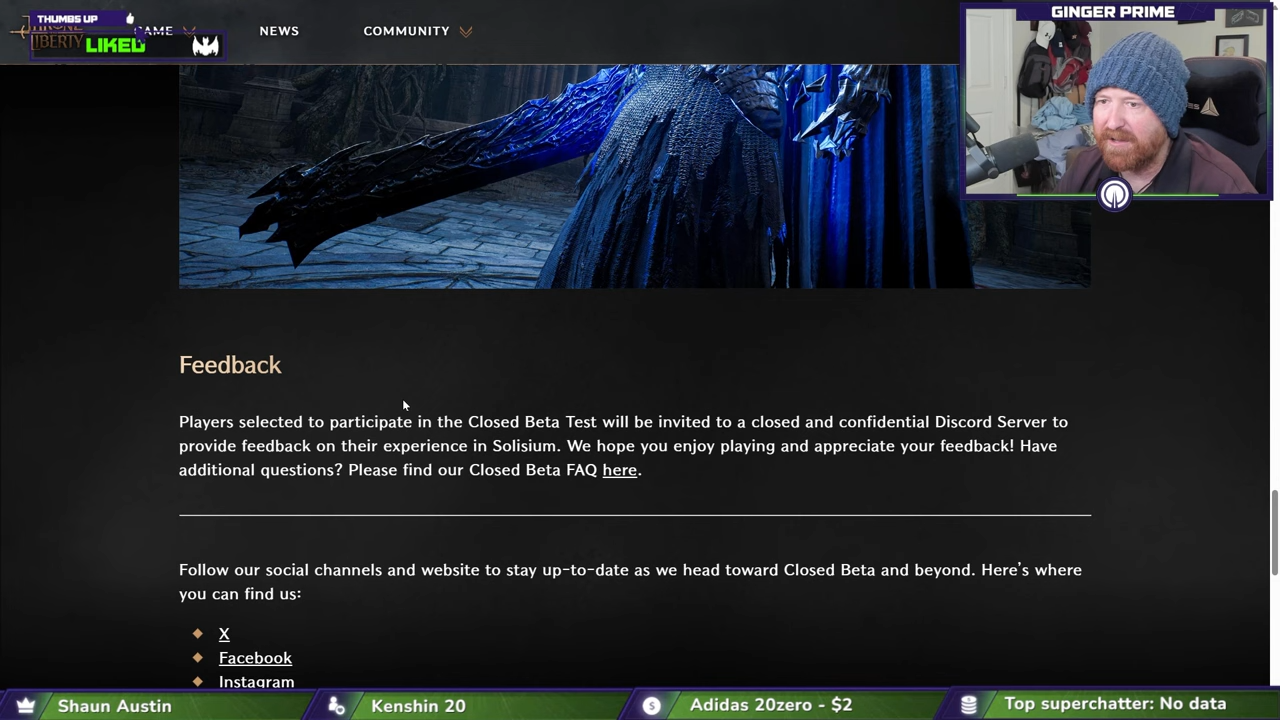 THUMBS UP
LIKED
THRONE
LIBERTY
GAME
NEWS
COMMUNITY
GINGER PRIME
Feedback
Players selected to participate in the Closed Beta Test will be invited to a closed and confidential Discord Server to
provide feedback on their experience in Solisium. We hope you enjoy playing and appreciate your feedback! Have
additional questions? Please find our Closed Beta FAQ here.
Follow our social channels and website to stay up-to-date as we head toward Closed Beta and beyond. Here's where
you can find us:
X
Facebook
Instagram
Shaun Austin
Kenshin 20
Adidas 20zero - $2
Top superchatter: No data